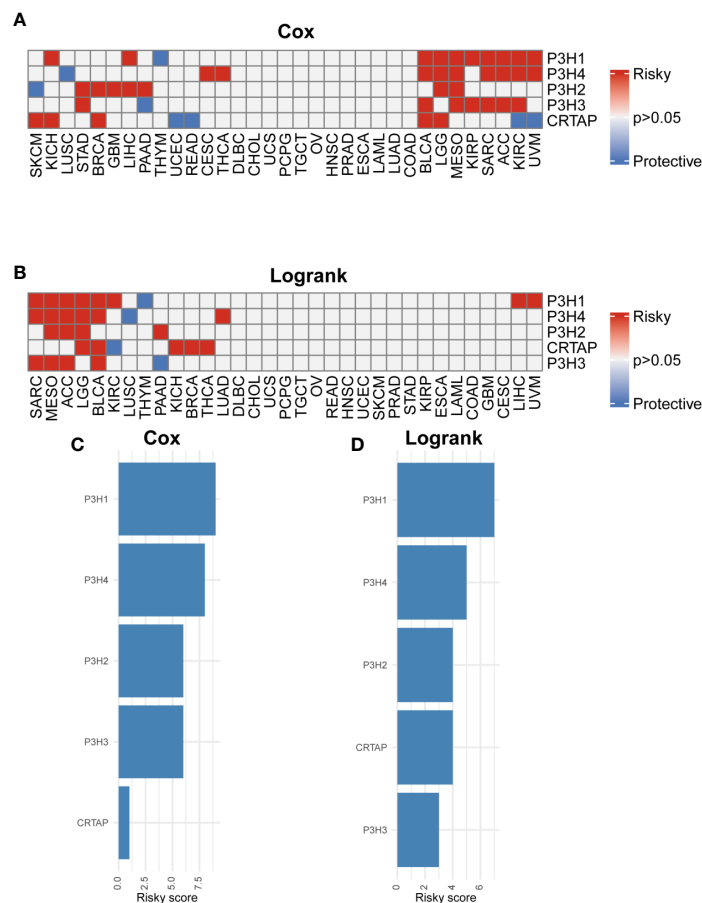 A
Cox
P3H1
P3H4
P3H2
P3H3
CRTAP
SKCM KICH LUSC STAD BRCA GBM LIHC PAAD THYM UCEC READ CESC THCA DLBC CHOL UCS PCPG TGCT OV HNSC PRAD ESCA LAML LUAD COAD BLCA LGG MESO KIRP SARC ACC KIRC UVM
Risky
p>0.05
Protective
B
Logrank
P3H1
P3H4
P3H2
CRTAP
P3H3
SARC MESO ACC LGG BLCA KIRC LUSC THYM PAAD KICH BRCA THCA LUAD DLBC CHOL UCS PCPG TGCT OV READ HNSC UCEC SKCM PRAD STAD KIRP ESCA LAML COAD GBM CESC LIHC UVM
Risky
p>0.05
Protective
C
Cox
P3H1
P3H4
P3H2
P3H3
CRTAP
0.0 2.5 5.0 7.5
Risky score
D
Logrank
P3H1
P3H4
P3H2
CRTAP
P3H3
0 2 4 6
Risky score